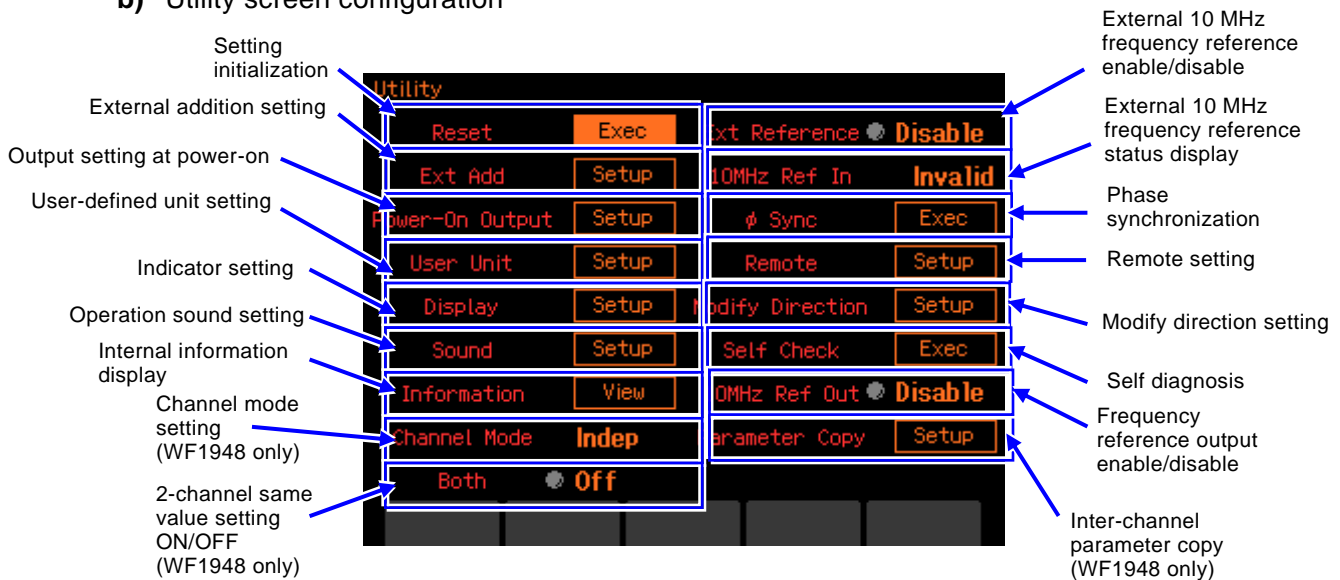 b) Utility screen configuration
Setting
initialization
External addition setting
Output setting at power-on
User-defined unit setting
Indicator setting
Operation sound setting
Internal information
display
Channel mode
setting
(WF1948 only)
2-channel same
value setting
ON/OFF
(WF1948 only)
Utility
Reset Exec
Ext Add Setup
Power-On Output Setup
User Unit Setup
Display Setup
Sound Setup
Information View
Channel Mode Indep
Both Off
Ext Reference Disable
10MHz Ref In Invalid
ϕ Sync Exec
Remote Setup
Modify Direction Setup
Self Check Exec
0MHz Ref Out Disable
Parameter Copy Setup
External 10 MHz
frequency reference
enable/disable
External 10 MHz
frequency reference
status display
Phase
synchronization
Remote setting
Modify direction setting
Self diagnosis
Frequency
reference output
enable/disable
Inter-channel
parameter copy
(WF1948 only)